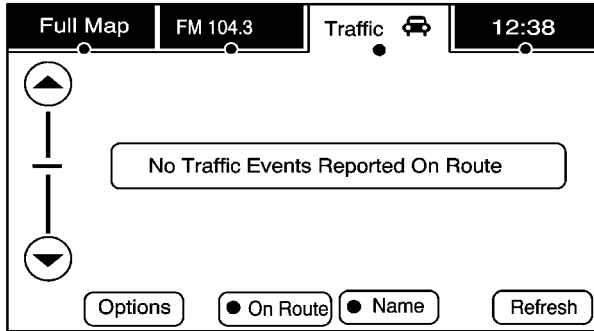 Full Map FM 104.3 Traffic 12:38
No Traffic Events Reported On Route
Options On Route Name Refresh